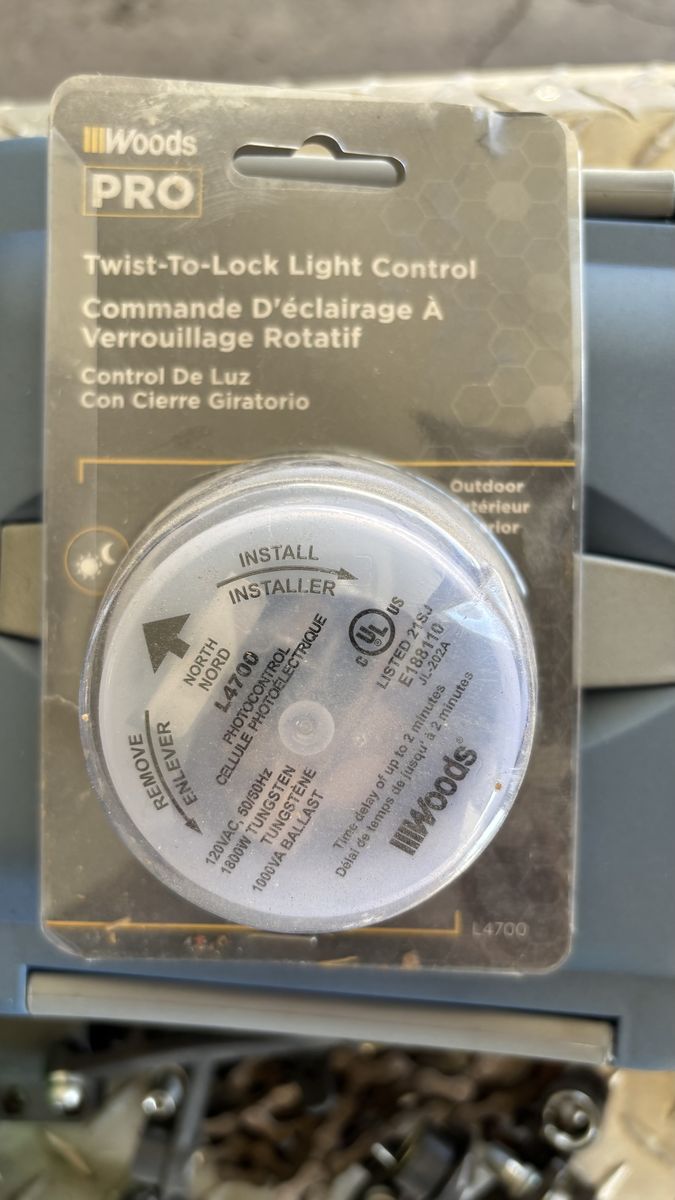 Woods
PRO
Twist-To-Lock Light Control
Commande D'éclairage À
Verrouillage Rotatif
Control De Luz
Con Cierre Giratorio
Outdoor
INSTALL
INSTALLER
NORTH
NORD
L4700
PHOTOCONTROL
CELLULE PHOTOÉLECTRIQUE
C UL US
LISTED 21SJ
E188110
JL-202A
REMOVE
ENLEVER
120VAC, 50/60Hz
1800W TUNGSTEN
TUNGSTÈNE
1000VA BALLAST
Time delay of up to 2 minutes
Délai de temps de jusqu' à 2 minutes
Woods®
L4700